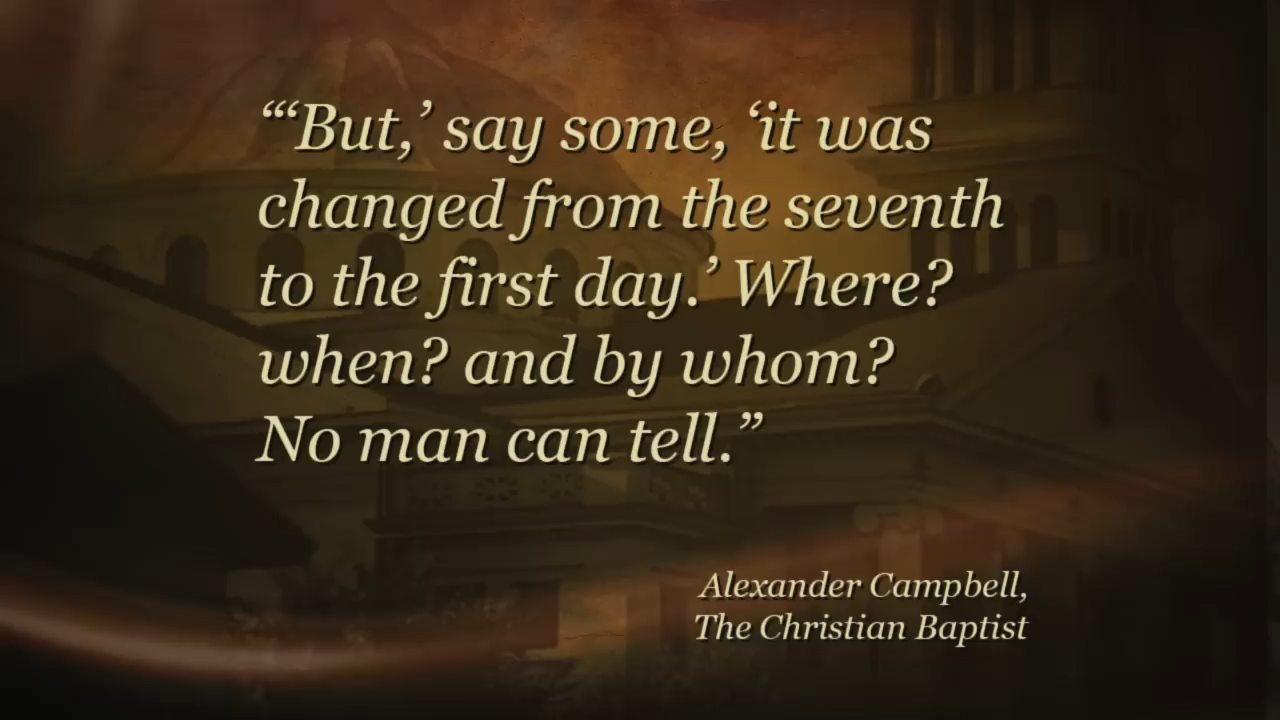 “‘But,’ say some, ‘it was
changed from the seventh
to the first day.’ Where?
when? and by whom?
No man can tell.”
Alexander Campbell,
The Christian Baptist